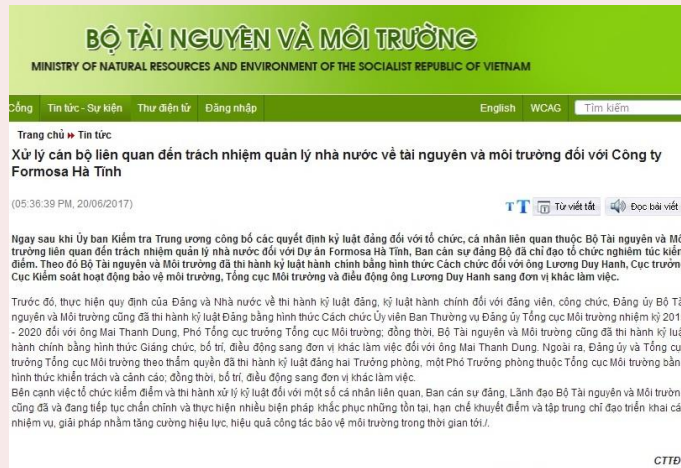 BỘ TÀI NGUYÊN VÀ MÔI TRƯỜNG
MINISTRY OF NATURAL RESOURCES AND ENVIRONMENT OF THE SOCIALIST REPUBLIC OF VIETNAM
Cổng Tin tức - Sự kiện Thư điện tử Đăng nhập English WCAG Tìm kiếm
Trang chủ Tin tức
Xử lý cán bộ liên quan đến trách nhiệm quản lý nhà nước về tài nguyên và môi trường đối với Công ty
Formosa Hà Tĩnh
(05:36:39 PM, 20/06/2017) TT Từ viết tắt Đọc bài viết
Ngay sau khi Ủy ban Kiểm tra Trung ương công bố các quyết định kỷ luật đảng đối với tổ chức, cá nhân liên quan thuộc Bộ Tài nguyên và Mô
trường liên quan đến trách nhiệm quản lý nhà nước đối với Dự án Formosa Hà Tĩnh, Ban cán sự đảng Bộ đã chỉ đạo tổ chức nghiêm túc kiểm
điểm. Theo đó Bộ Tài nguyên và Môi trường đã thi hành kỷ luật hành chính bằng hình thức Cách chức đối với ông Lương Duy Hanh, Cục trưởng
Cục Kiểm soát hoạt động bảo vệ môi trường, Tổng cục Môi trường và điều động ông Lương Duy Hanh sang đơn vị khác làm việc.
Trước đó, thực hiện quy định của Đảng và Nhà nước về thi hành kỷ luật đảng, kỷ luật hành chính đối với đảng viên, công chức, Đảng ủy Bộ Tà
nguyên và Môi trường cũng đã thi hành kỷ luật Đảng bằng hình thức Cách chức Ủy viên Ban Thường vụ Đảng ủy Tổng cục Môi trường nhiệm kỳ 201
- 2020 đối với ông Mai Thanh Dung, Phó Tổng cục trưởng Tổng cục Môi trường; đồng thời, Bộ Tài nguyên và Môi trường cũng đã thi hành kỷ luậ
hành chính bằng hình thức Giáng chức, bố trí, điều động sang đơn vị khác làm việc đối với ông Mai Thanh Dung. Ngoài ra, Đảng ủy và Tổng cục
trưởng Tổng cục Môi trường theo thẩm quyền đã thi hành kỷ luật đảng hai Trưởng phòng, một Phó Trưởng phòng thuộc Tổng cục Môi trường bằn
hình thức khiển trách và cảnh cáo; đồng thời, bố trí, điều động sang đơn vị khác làm việc.
Bên cạnh việc tổ chức kiểm điểm và thi hành xử lý kỷ luật đối với một số cá nhân liên quan, Ban cán sự đảng, Lãnh đạo Bộ Tài nguyên và Môi trườn
cũng đã và đang tiếp tục chấn chỉnh và thực hiện nhiều biện pháp khắc phục những tồn tại, hạn chế khuyết điểm và tập trung chỉ đạo triển khai cá
nhiệm vụ, giải pháp nhằm tăng cường hiệu lực, hiệu quả công tác bảo vệ môi trường trong thời gian tới./.
CTTĐ